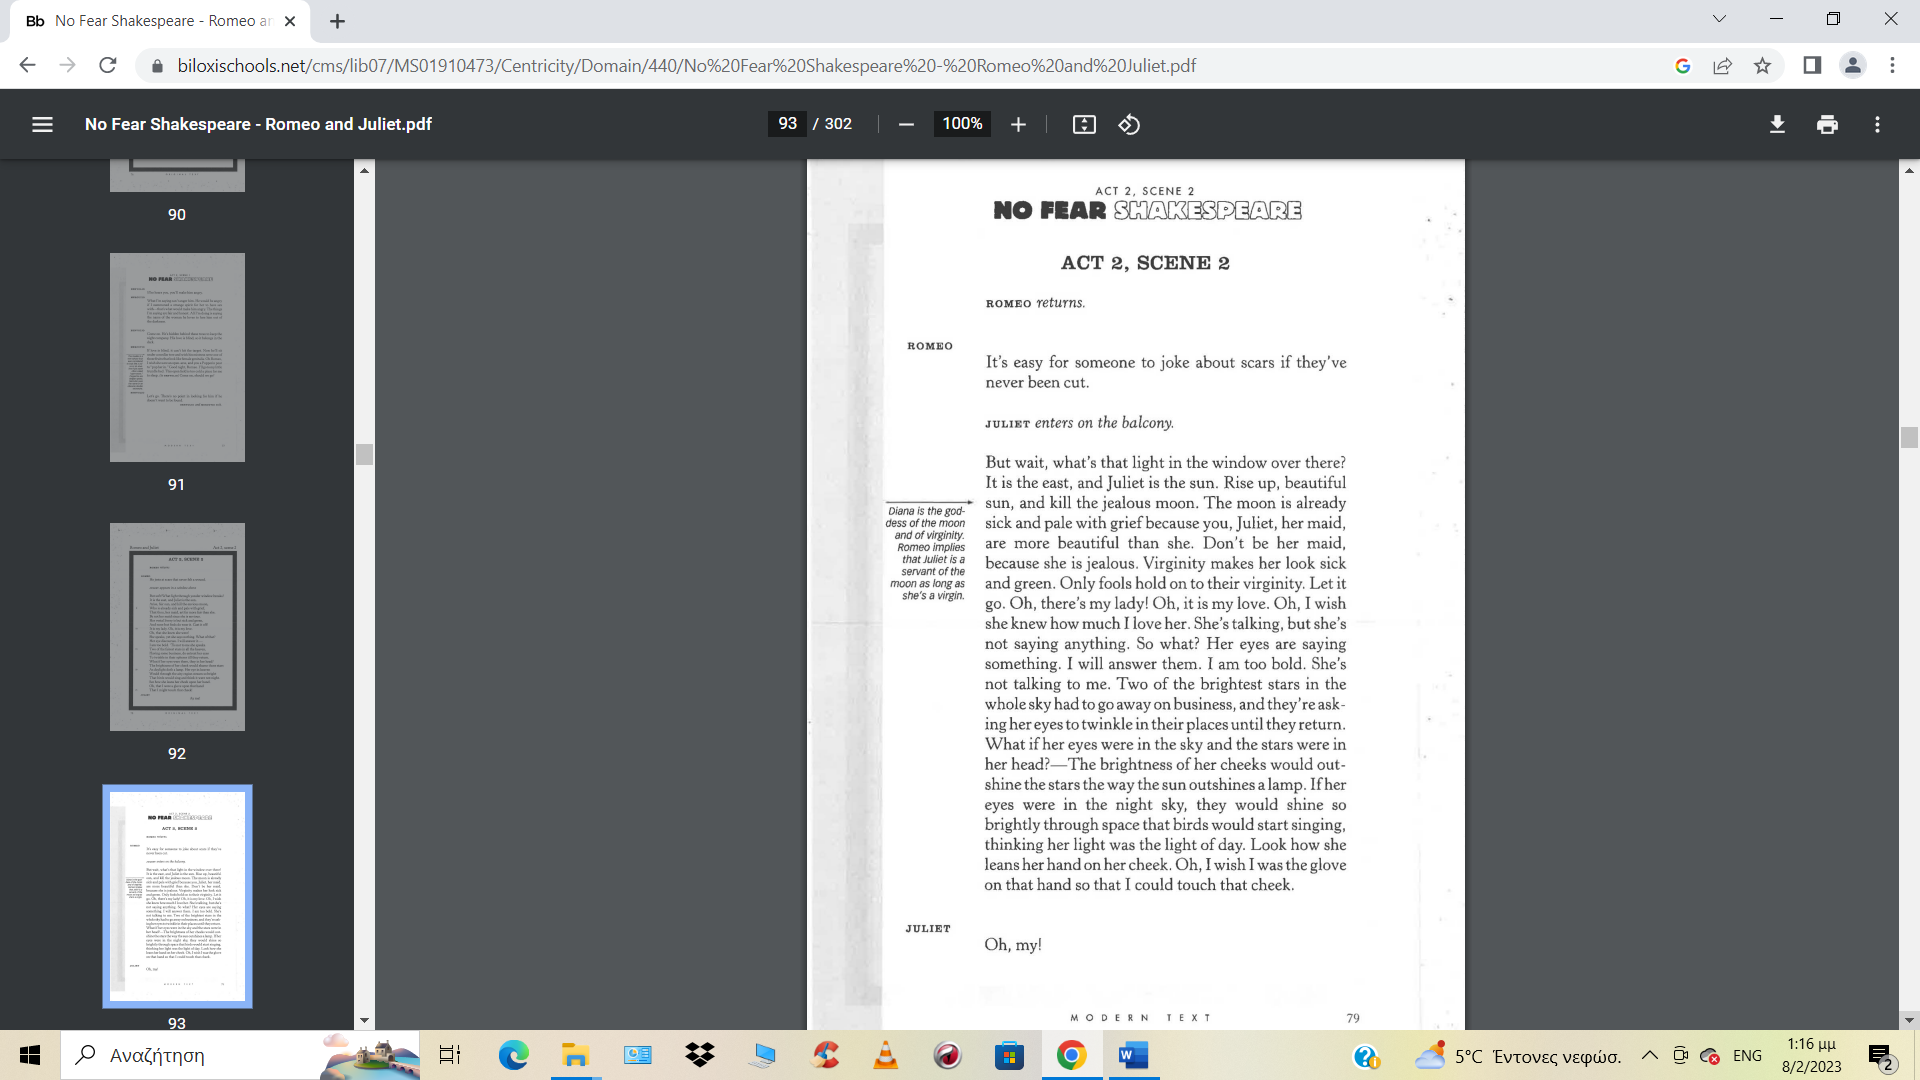 Bb No Fear Shakespeare - Romeo an
biloxischools.net/cms/lib07/MS01910473/Centricity/Domain/440/No%20Fear%20Shakespeare%20-%20Romeo%20and%20Juliet.pdf
No Fear Shakespeare - Romeo and Juliet.pdf
93 / 302
100%
90
91
92
93
ACT 2, SCENE 2
NO FEAR SHAKESPEARE
ACT 2, SCENE 2
ROMEO returns.
ROMEO
It's easy for someone to joke about scars if they've
never been cut.
JULIET enters on the balcony.
But wait, what's that light in the window over there?
It is the east, and Juliet is the sun. Rise up, beautiful
sun, and kill the jealous moon. The moon is already
sick and pale with grief because you, Juliet, her maid,
are more beautiful than she. Don't be her maid,
because she is jealous. Virginity makes her look sick
and green. Only fools hold on to their virginity. Let it
go. Oh, there's my lady! Oh, it is my love. Oh, I wish
she knew how much I love her. She's talking, but she's
not saying anything. So what? Her eyes are saying
something. I will answer them. I am too bold. She's
not talking to me. Two of the brightest stars in the
whole sky had to go away on business, and they're ask-
ing her eyes to twinkle in their places until they return.
What if her eyes were in the sky and the stars were in
her head?—The brightness of her cheeks would out-
shine the stars the way the sun outshines a lamp. If her
eyes were in the night sky, they would shine so
brightly through space that birds would start singing,
thinking her light was the light of day. Look how she
leans her hand on her cheek. Oh, I wish I was the glove
on that hand so that I could touch that cheek.
Diana is the god-
dess of the moon
and of virginity.
Romeo implies
that Juliet is a
servant of the
moon as long as
she's a virgin.
JULIET
Oh, my!
MODERN TEXT
79
Αναζήτηση
5°C Έντονες νεφώσ.
ENG
1:16 μμ
8/2/2023
2